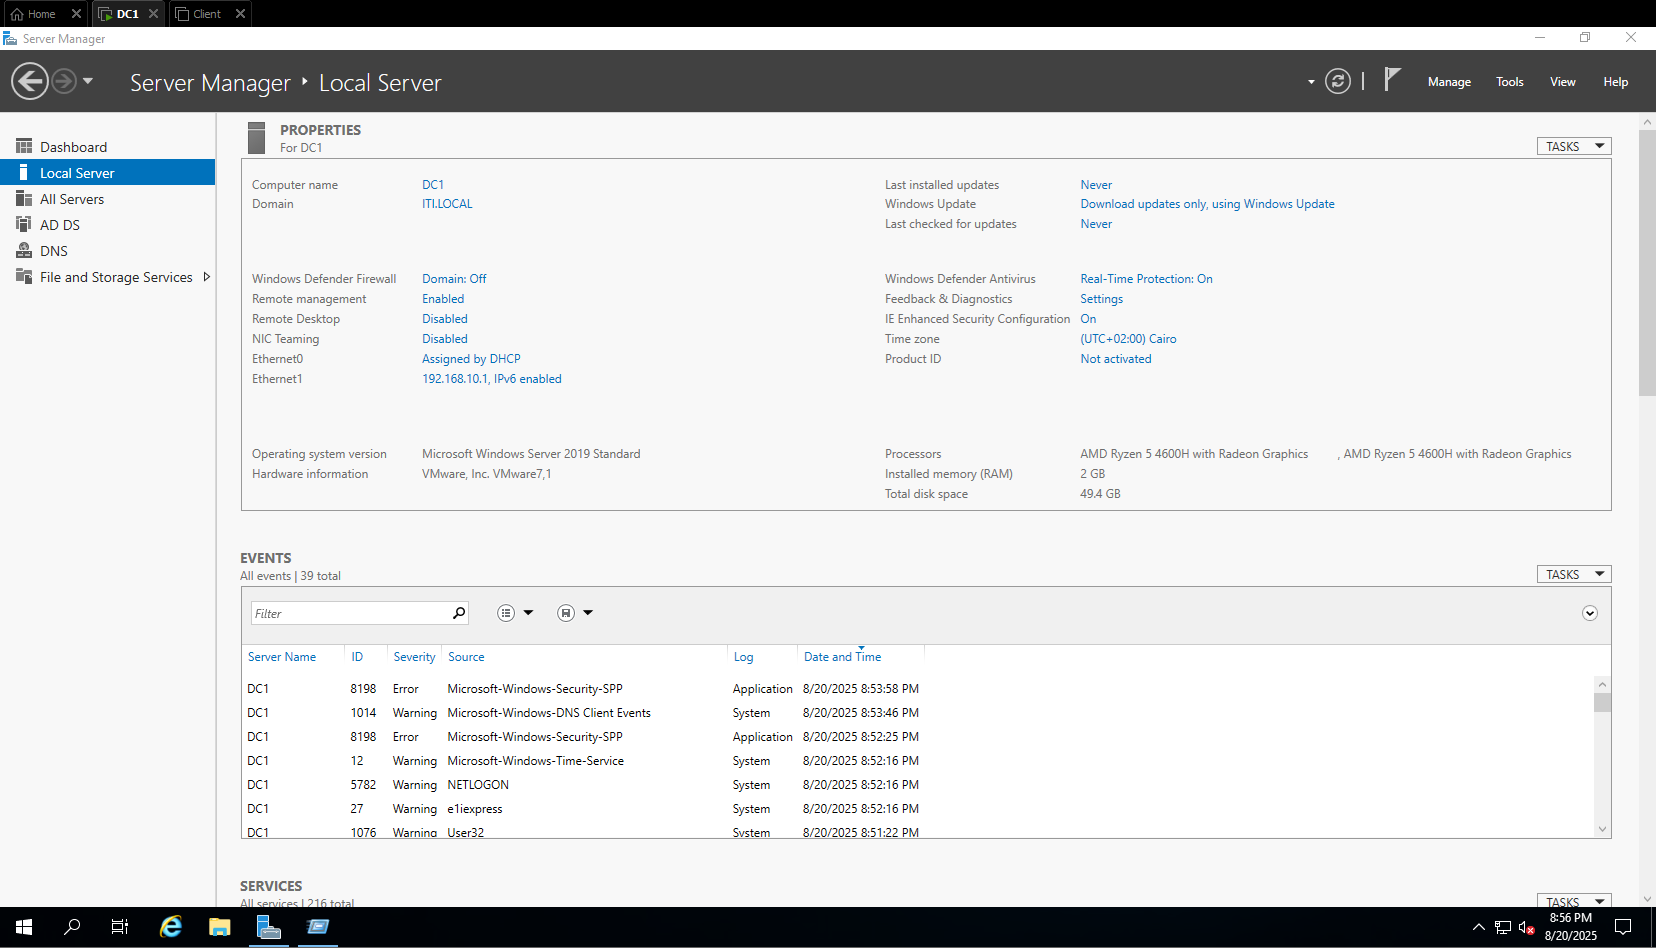 Home DC1 Client
Server Manager
Server Manager Local Server
Manage Tools View Help
Dashboard
Local Server
All Servers
AD DS
DNS
File and Storage Services
PROPERTIES
For DC1
TASKS
Computer name DC1
Domain ITI.LOCAL
Last installed updates Never
Windows Update Download updates only, using Windows Update
Last checked for updates Never
Windows Defender Firewall Domain: Off
Remote management Enabled
Remote Desktop Disabled
NIC Teaming Disabled
Ethernet0 Assigned by DHCP
Ethernet1 192.168.10.1, IPv6 enabled
Windows Defender Antivirus Real-Time Protection: On
Feedback & Diagnostics Settings
IE Enhanced Security Configuration On
Time zone (UTC+02:00) Cairo
Product ID Not activated
Operating system version Microsoft Windows Server 2019 Standard
Hardware information VMware, Inc. VMware7,1
Processors AMD Ryzen 5 4600H with Radeon Graphics , AMD Ryzen 5 4600H with Radeon Graphics
Installed memory (RAM) 2 GB
Total disk space 49.4 GB
EVENTS
All events | 39 total
TASKS
Filter
Server Name ID Severity Source Log Date and Time
DC1 8198 Error Microsoft-Windows-Security-SPP Application 8/20/2025 8:53:58 PM
DC1 1014 Warning Microsoft-Windows-DNS Client Events System 8/20/2025 8:53:46 PM
DC1 8198 Error Microsoft-Windows-Security-SPP Application 8/20/2025 8:52:25 PM
DC1 12 Warning Microsoft-Windows-Time-Service System 8/20/2025 8:52:16 PM
DC1 5782 Warning NETLOGON System 8/20/2025 8:52:16 PM
DC1 27 Warning e1iexpress System 8/20/2025 8:52:16 PM
DC1 1076 Warning User32 System 8/20/2025 8:51:22 PM
SERVICES
All services | 216 total
TASKS
8:56 PM
8/20/2025